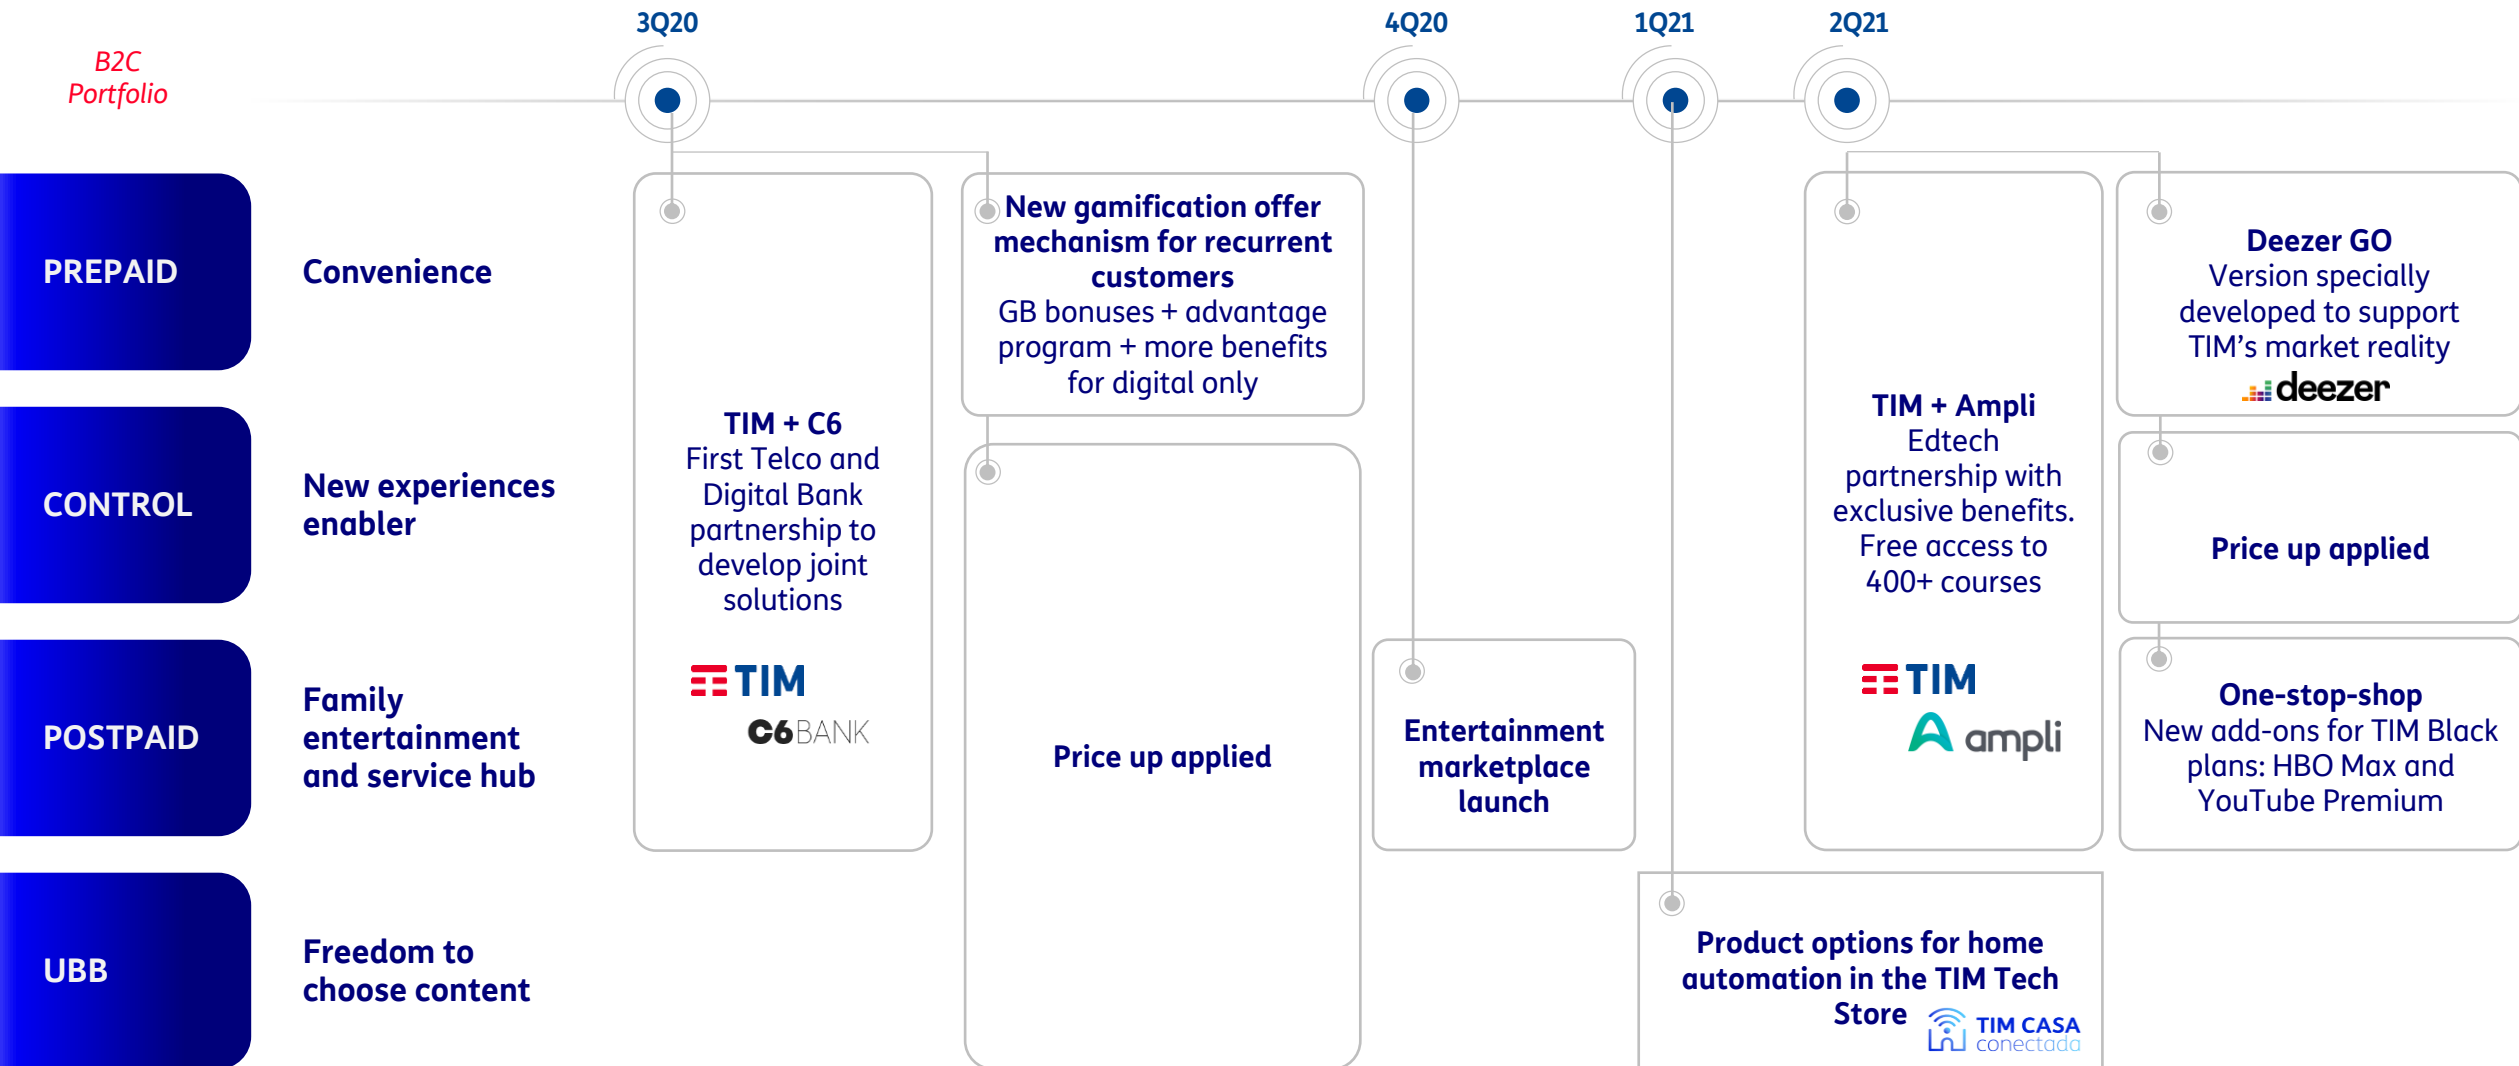 3Q20
4Q20
1Q21
2Q21
B2C
Portfolio
PREPAID
Convenience
CONTROL
New experiences
enabler
POSTPAID
Family
entertainment
and service hub
UBB
Freedom to
choose content
TIM + C6
First Telco and
Digital Bank
partnership to
develop joint
solutions
TIM
C6 BANK
New gamification offer
mechanism for recurrent
customers
GB bonuses + advantage
program + more benefits
for digital only
Price up applied
Entertainment
marketplace
launch
Product options for home
automation in the TIM Tech
Store
TIM CASA
conectada
TIM + Ampli
Edtech
partnership with
exclusive benefits.
Free access to
400+ courses
TIM
ampli
Deezer GO
Version specially
developed to support
TIM’s market reality
deezer
Price up applied
One-stop-shop
New add-ons for TIM Black
plans: HBO Max and
YouTube Premium